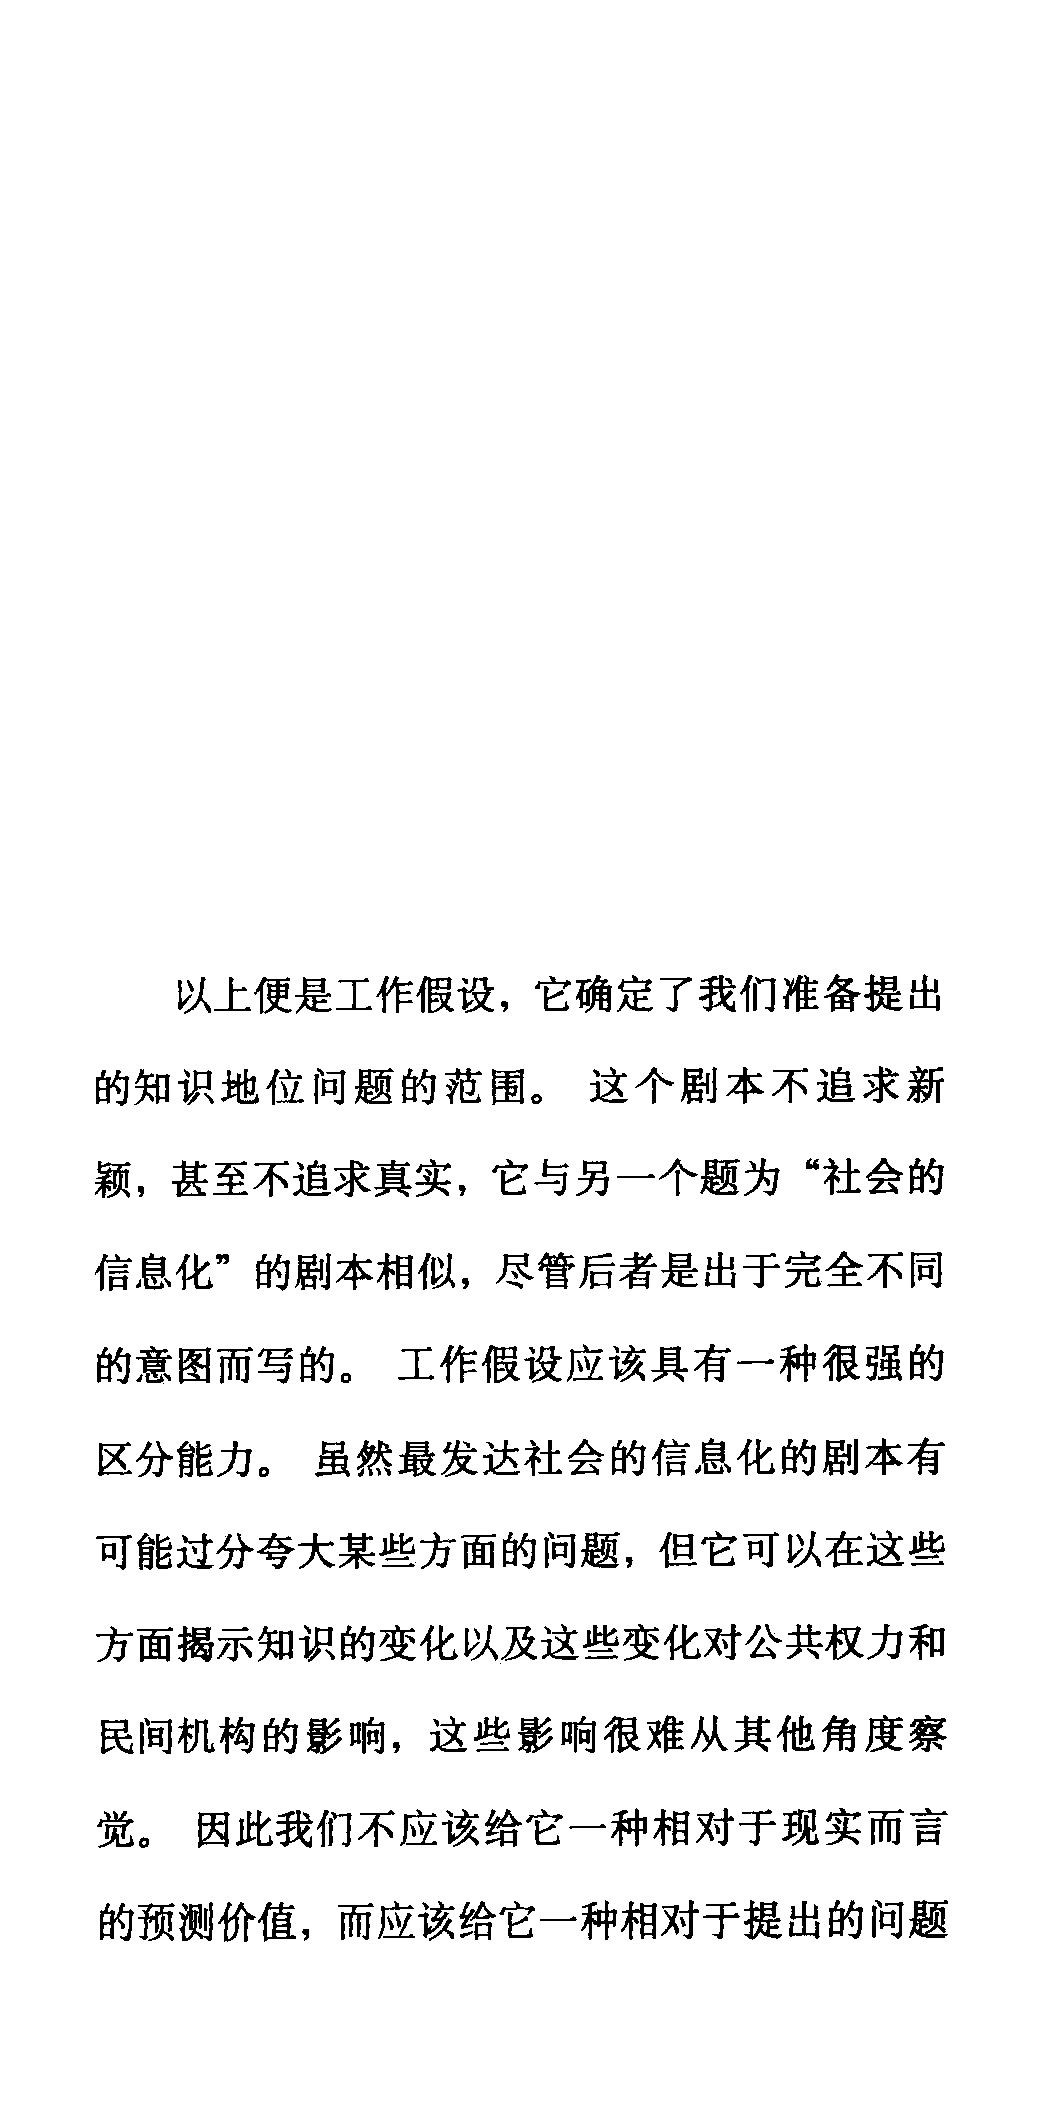 以上便是工作假设，它确定了我们准备提出
的知识地位问题的范围。 这个剧本不追求新
颖，甚至不追求真实，它与另一个题为“社会的
信息化”的剧本相似，尽管后者是出于完全不同
的意图而写的。 工作假设应该具有一种很强的
区分能力。 虽然最发达社会的信息化的剧本有
可能过分夸大某些方面的问题，但它可以在这些
方面揭示知识的变化以及这些变化对公共权力和
民间机构的影响，这些影响很难从其他角度察
觉。 因此我们不应该给它一种相对于现实而言
的预测价值，而应该给它一种相对于提出的问题